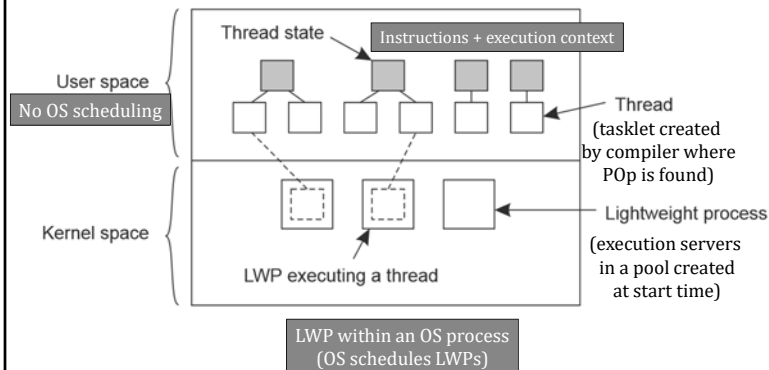 Thread state
Instructions + execution context
User space
No OS scheduling
Thread
(tasklet created
by compiler where
POp is found)
Kernel space
Lightweight process
(execution servers
in a pool created
at start time)
LWP executing a thread
LWP within an OS process
(OS schedules LWPs)